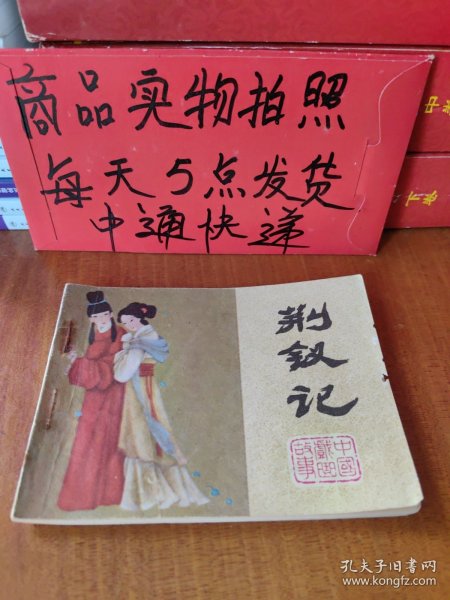 商品实物拍照
每天5点发货
中通快递
荆钗记
中国
戏曲
故事
孔夫子旧书网
www.kongfz.com